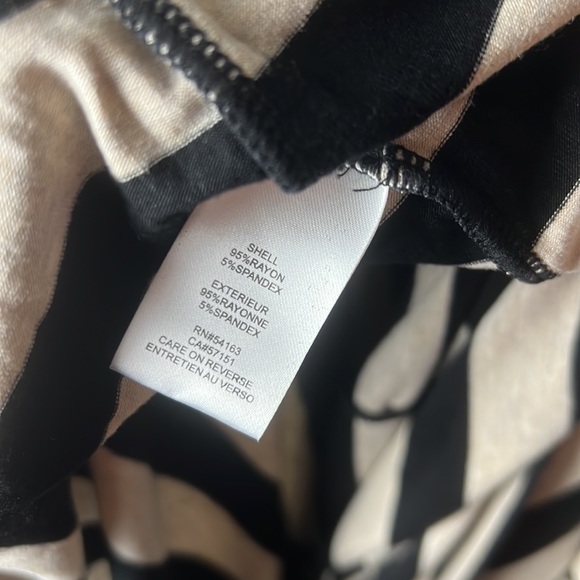 SHELL
95%RAYON
5%SPANDEX
EXTERIEUR
95%RAYONNE
5%SPANDEX
RN#54163
CA#57151
CARE ON REVERSE
ENTRETIEN AU VERSO